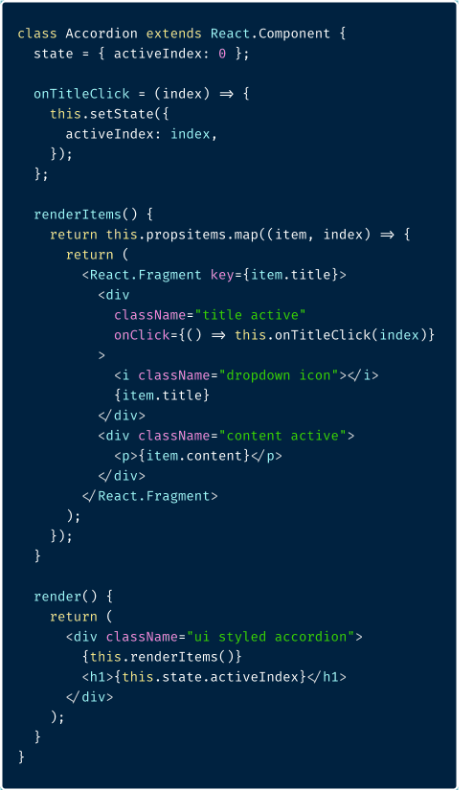 class Accordion extends React.Component {
  state = { activeIndex: 0 };

  onTitleClick = (index) => {
    this.setState({
      activeIndex: index,
    });
  };

  renderItems() {
    return this.propsitems.map((item, index) => {
      return (
        <React.Fragment key={item.title}>
          <div
            className="title active"
            onClick={() => this.onTitleClick(index)}
          >
            <i className="dropdown icon"></i>
            {item.title}
          </div>
          <div className="content active">
            <p>{item.content}</p>
          </div>
        </React.Fragment>
      );
    });
  }

  render() {
    return (
      <div className="ui styled accordion">
        {this.renderItems()}
        <h1>{this.state.activeIndex}</h1>
      </div>
    );
  }
}